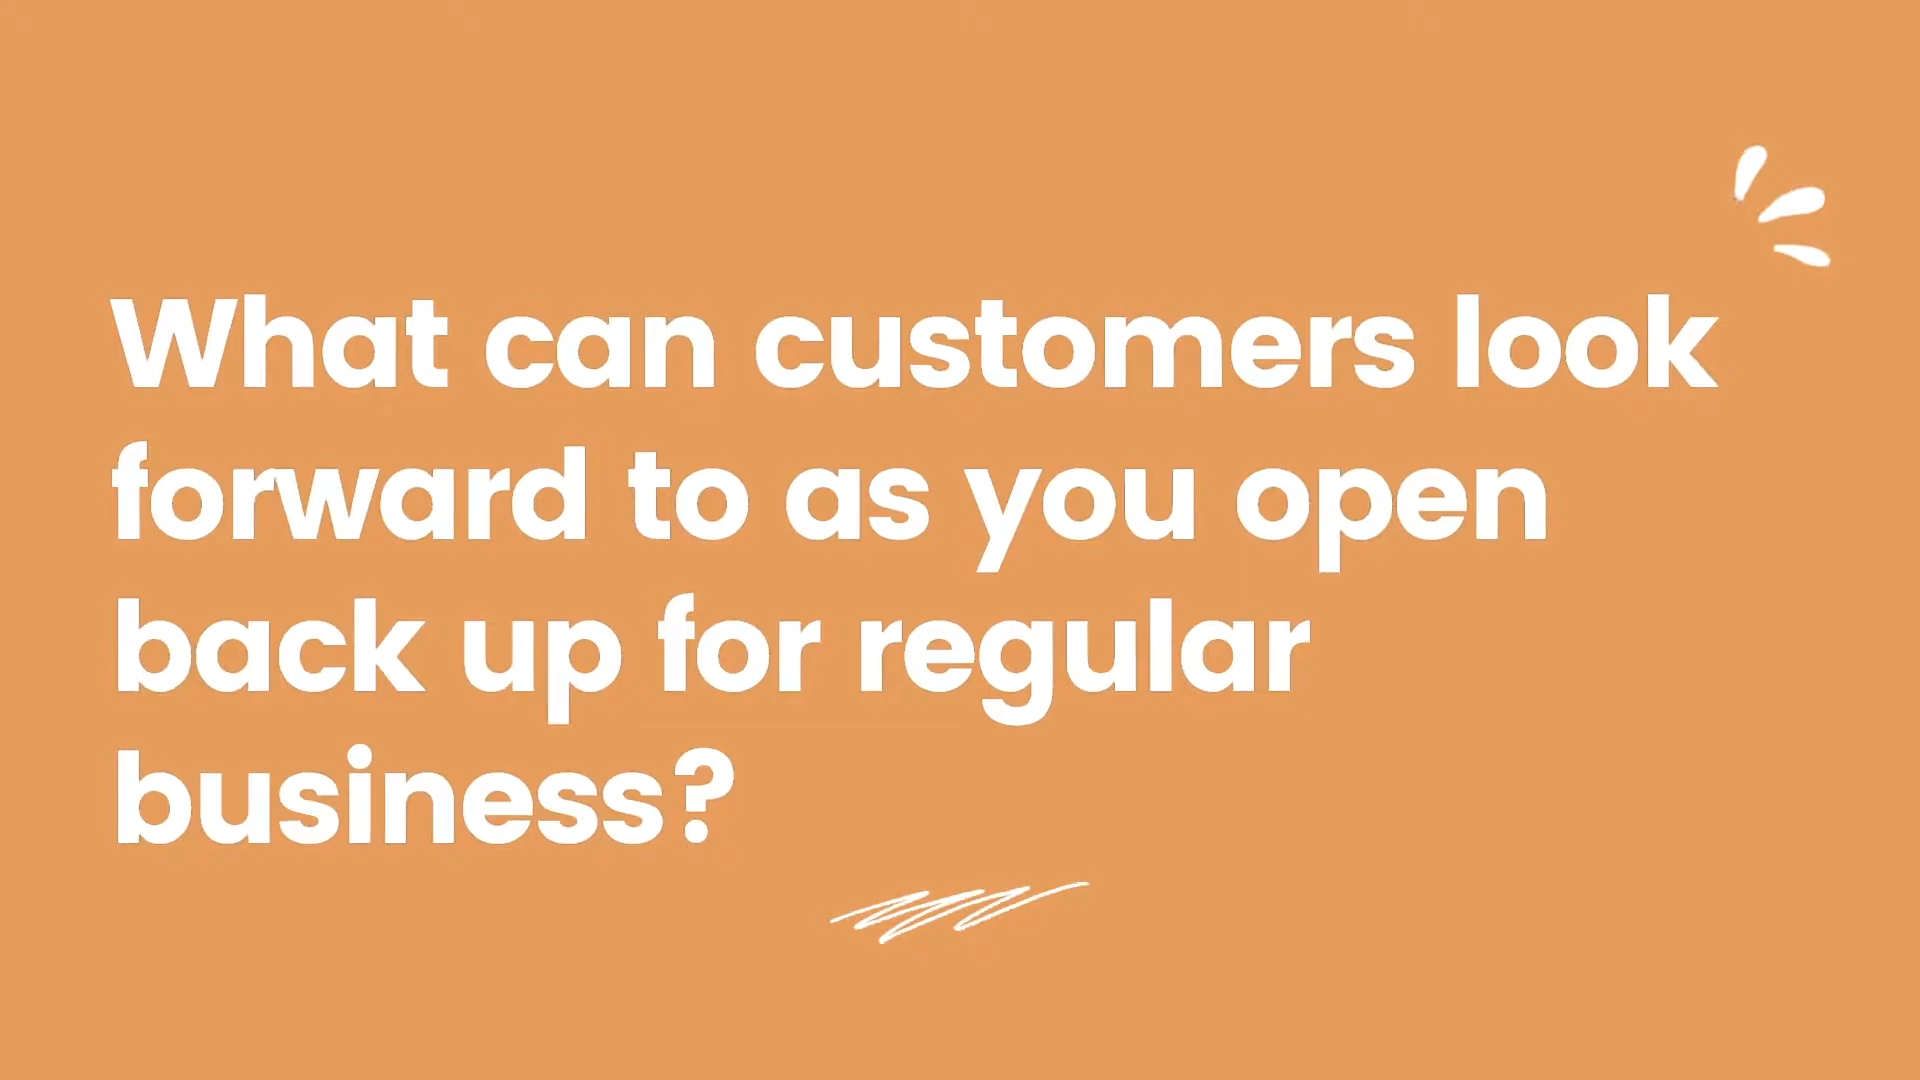 What can customers look
forward to as you open
back up for regular
business?